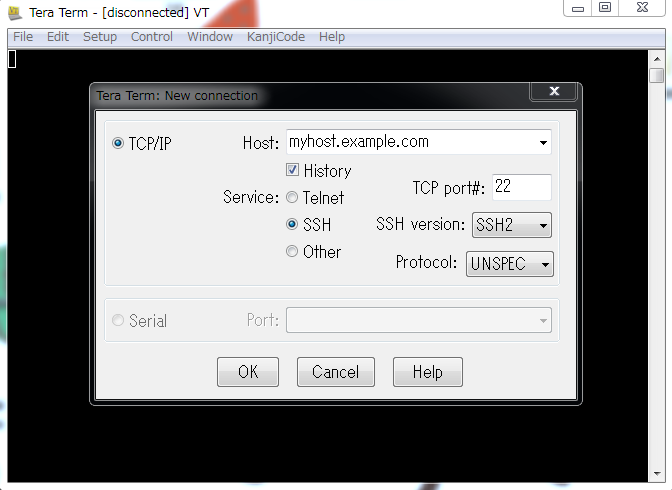 Tera Term - [disconnected] VT
File Edit Setup Control Window KanjiCode Help
Tera Term: New connection
TCP/IP Host: myhost.example.com
History
Service: Telnet TCP port#: 22
SSH SSH version: SSH2
Other Protocol: UNSPEC
Serial Port:
OK Cancel Help